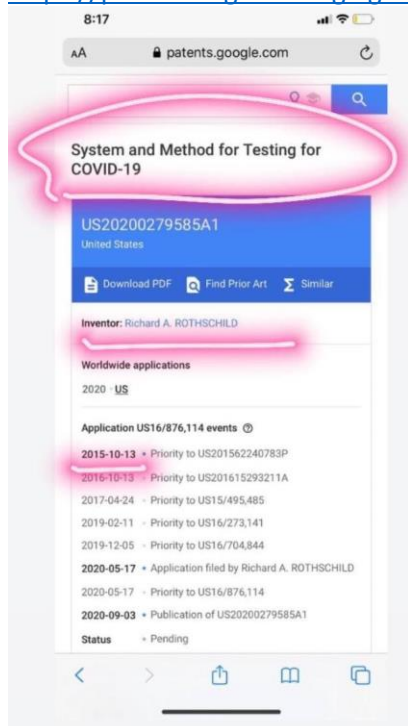 8:17
AA patents.google.com
System and Method for Testing for
COVID-19
US20200279585A1
United States
Download PDF Find Prior Art Σ Similar
Inventor: Richard A. ROTHSCHILD
Worldwide applications
2020 · US
Application US16/876,114 events ?
2015-10-13 • Priority to US201562240783P
2016-10-13 • Priority to US201615293211A
2017-04-24 • Priority to US15/495,485
2019-02-11 • Priority to US16/273,141
2019-12-05 • Priority to US16/704,844
2020-05-17 • Application filed by Richard A. ROTHSCHILD
2020-05-17 • Priority to US16/876,114
2020-09-03 • Publication of US20200279585A1
Status • Pending